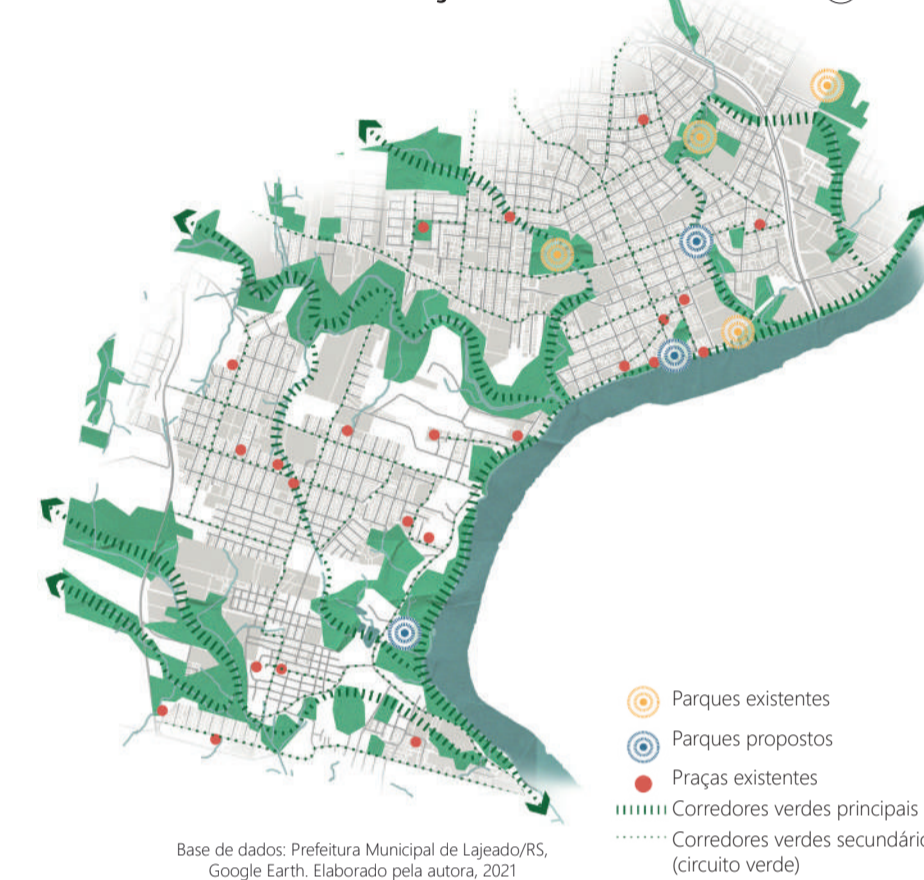 Parques existentes
Parques propostos
Praças existentes
Corredores verdes principais
Corredores verdes secundário
(circuito verde)
Base de dados: Prefeitura Municipal de Lajeado/RS,
Google Earth. Elaborado pela autora, 2021